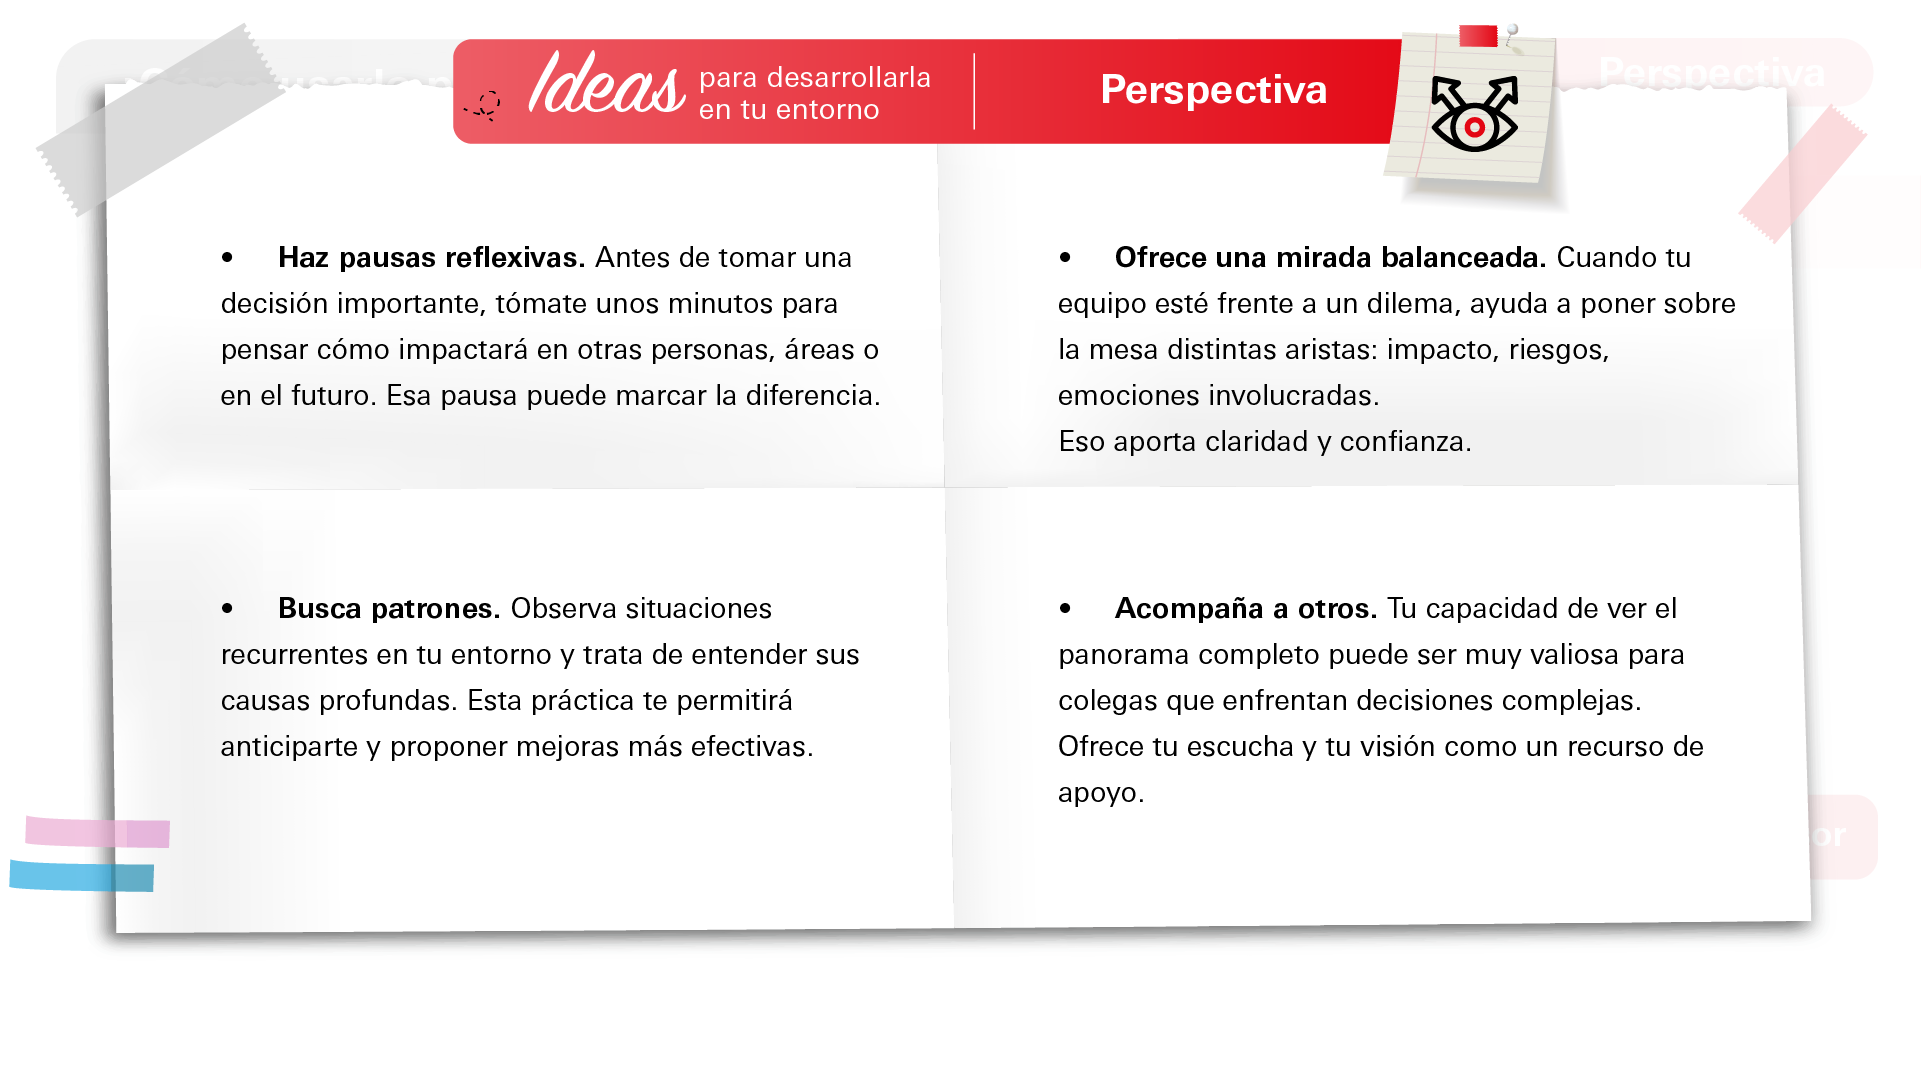 Ideas para desarrollarla
en tu entorno
Perspectiva
Perspectiva
• Haz pausas reflexivas. Antes de tomar una
decisión importante, tómate unos minutos para
pensar cómo impactará en otras personas, áreas o
en el futuro. Esa pausa puede marcar la diferencia.
• Ofrece una mirada balanceada. Cuando tu
equipo esté frente a un dilema, ayuda a poner sobre
la mesa distintas aristas: impacto, riesgos,
emociones involucradas.
Eso aporta claridad y confianza.
• Busca patrones. Observa situaciones
recurrentes en tu entorno y trata de entender sus
causas profundas. Esta práctica te permitirá
anticiparte y proponer mejoras más efectivas.
• Acompaña a otros. Tu capacidad de ver el
panorama completo puede ser muy valiosa para
colegas que enfrentan decisiones complejas.
Ofrece tu escucha y tu visión como un recurso de
apoyo.